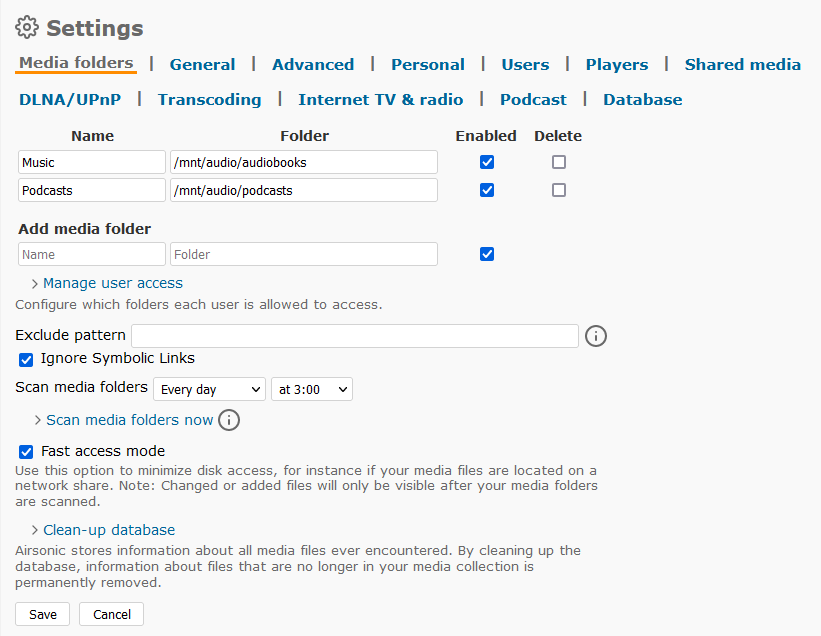 Settings
Media folders | General | Advanced | Personal | Users | Players | Shared media
DLNA/UPnP | Transcoding | Internet TV & radio | Podcast | Database
Name Folder Enabled Delete
Music /mnt/audio/audiobooks
Podcasts /mnt/audio/podcasts
Add media folder
Name Folder
Manage user access
Configure which folders each user is allowed to access.
Exclude pattern
Ignore Symbolic Links
Scan media folders Every day at 3:00
Scan media folders now
Fast access mode
Use this option to minimize disk access, for instance if your media files are located on a
network share. Note: Changed or added files will only be visible after your media folders
are scanned.
Clean-up database
Airsonic stores information about all media files ever encountered. By cleaning up the
database, information about files that are no longer in your media collection is
permanently removed.
Save Cancel